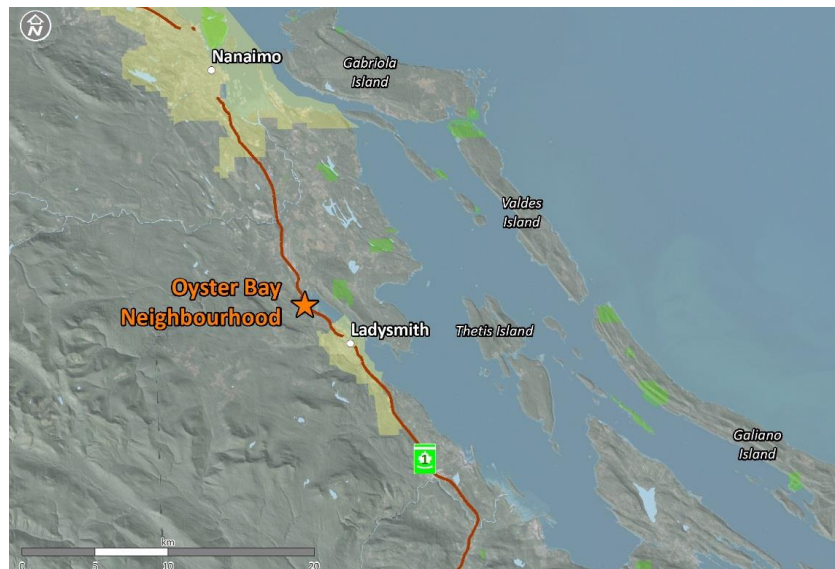 N
Nanaimo
Gabriola
Island
Valdes
Island
Oyster Bay
Neighbourhood
Ladysmith
Thetis Island
Galiano
Island
1
km
0 5 10 20